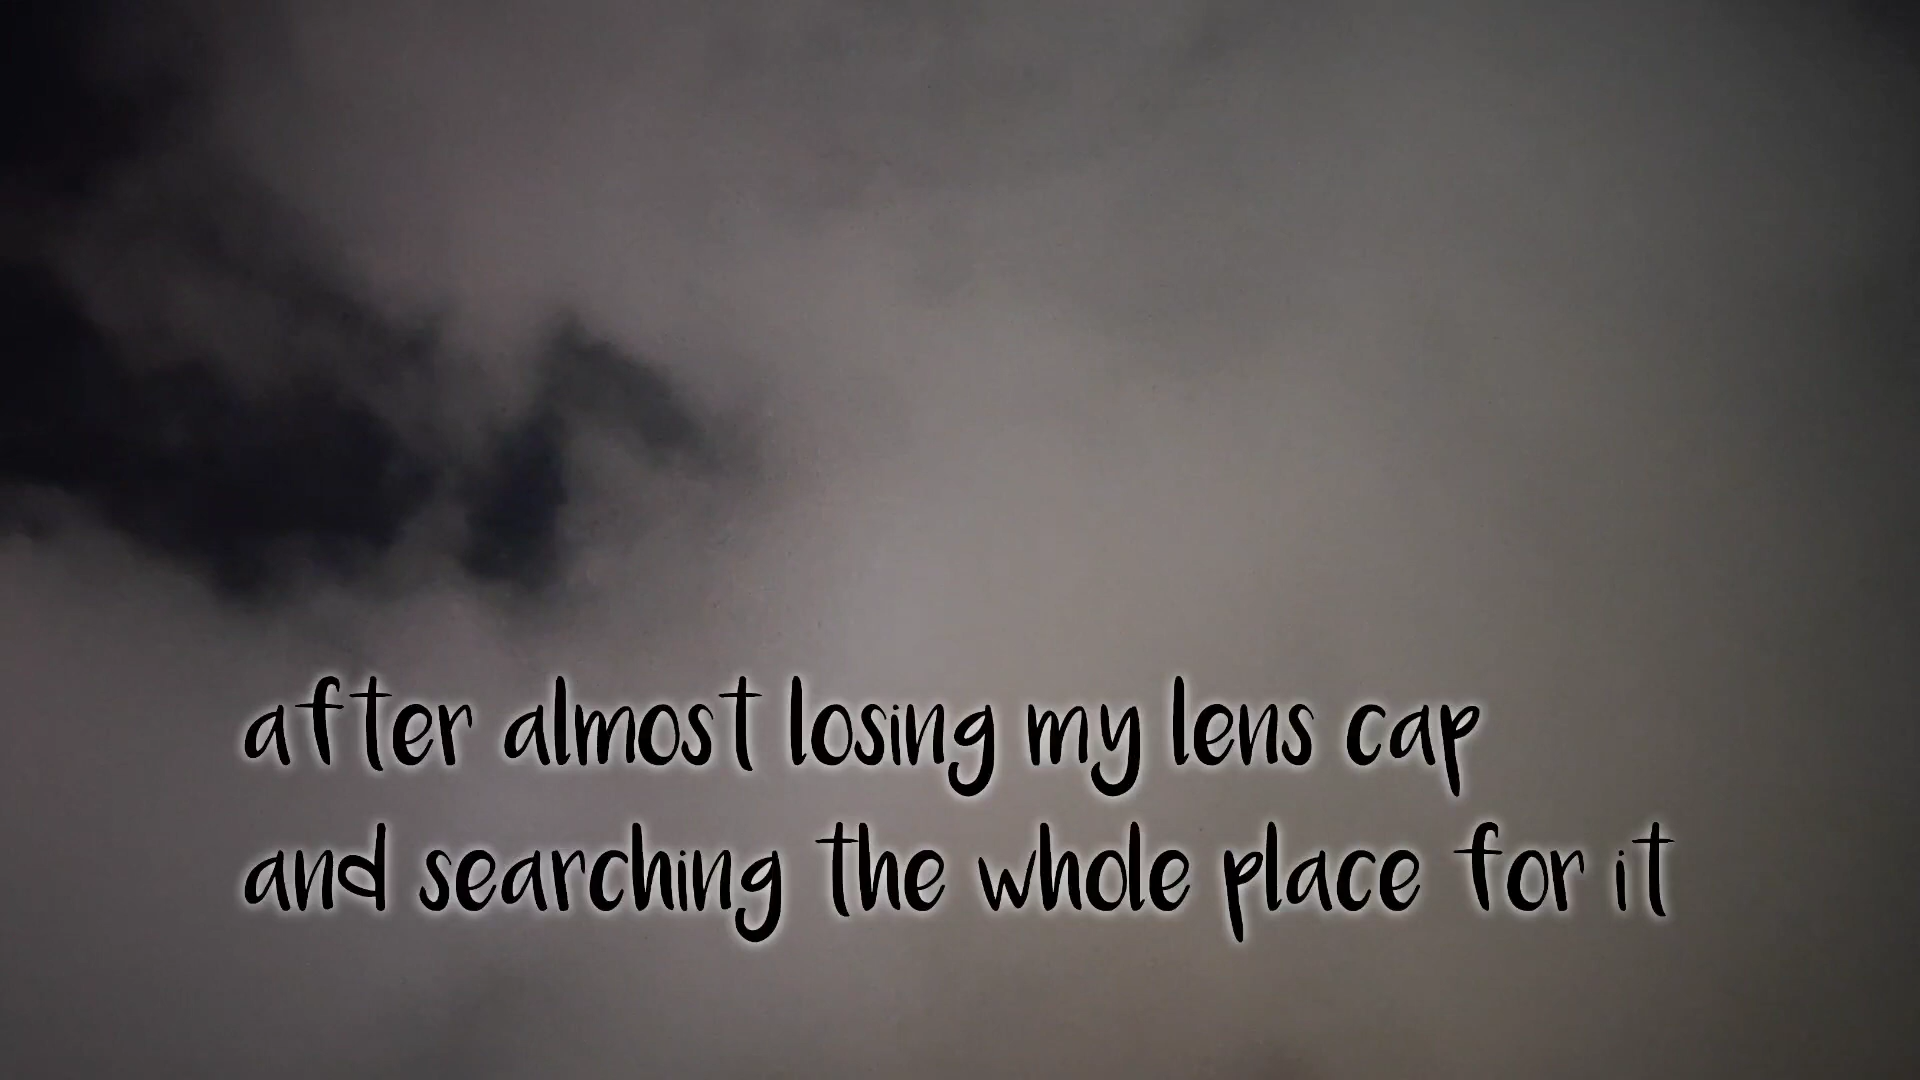 after almost losing my lens cap
and searching the whole place for it